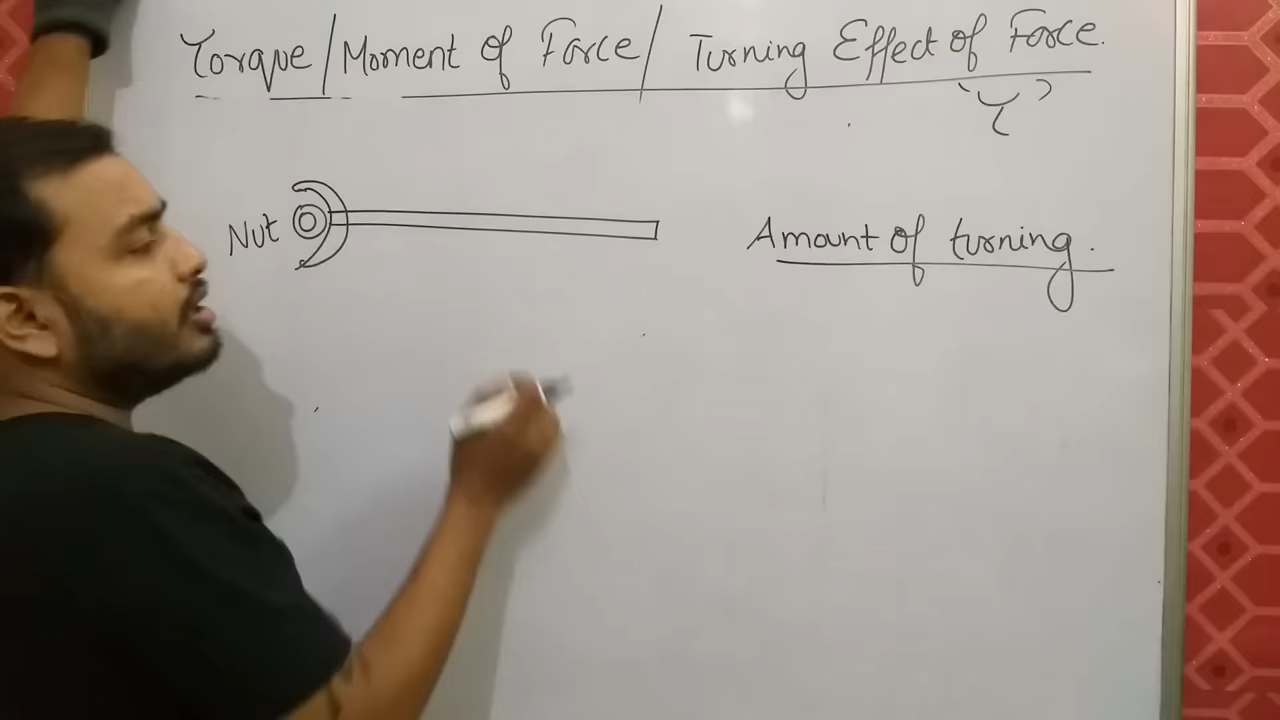 Torque/Moment of Force/ Turning Effect of Force.
'τ'
Nut
Amount of turning.